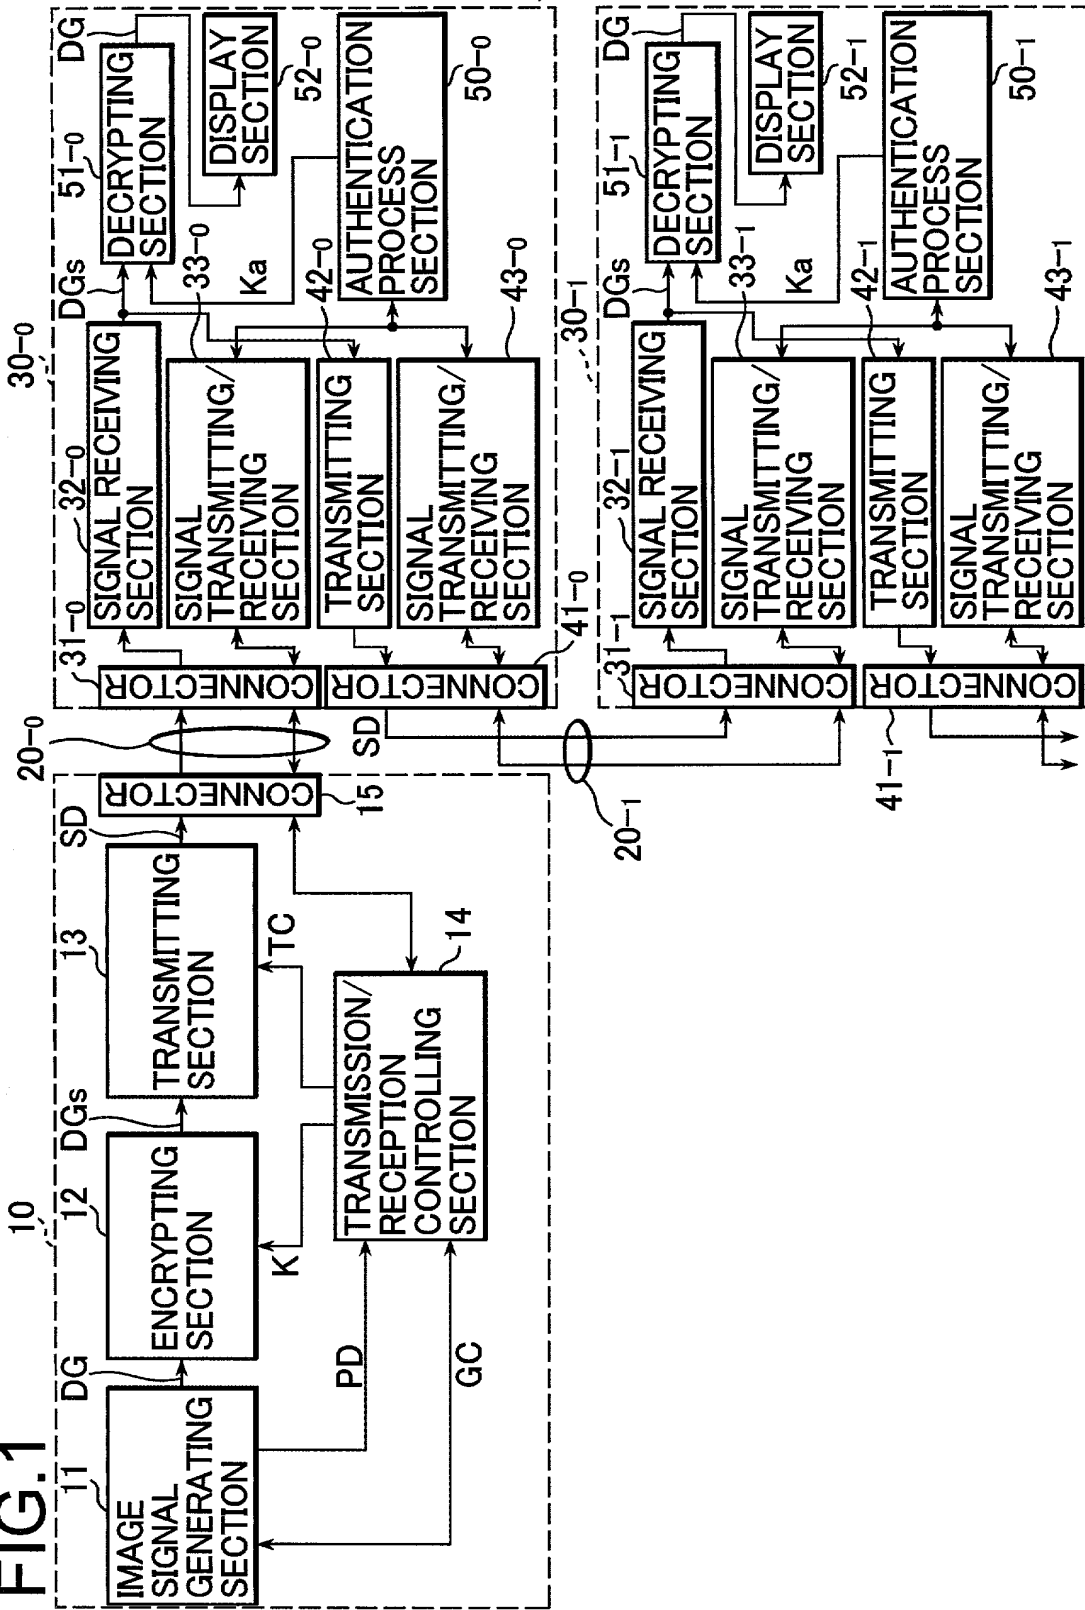 FIG.1
10
11
IMAGE
SIGNAL
GENERATING
SECTION
DG
12
ENCRYPTING
SECTION
DGs
13
TRANSMITTING
SECTION
SD
CONNECTOR
15
K
TC
14
TRANSMISSION/
RECEPTION
CONTROLLING
SECTION
PD
GC
20-0
30-0
31-0
CONNECTOR
32-0
SIGNAL RECEIVING
SECTION
33-0
SIGNAL
TRANSMITTING/
RECEIVING
SECTION
DGs
51-0
DECRYPTING
SECTION
DG
DISPLAY
SECTION
52-0
Ka
CONNECTOR
41-0
42-0
TRANSMITTING
SECTION
SIGNAL
TRANSMITTING/
RECEIVING
SECTION
43-0
AUTHENTICATION
PROCESS
SECTION
50-0
SD
20-1
30-1
31-1
CONNECTOR
32-1
SIGNAL RECEIVING
SECTION
33-1
SIGNAL
TRANSMITTING/
RECEIVING
SECTION
DGs
51-1
DECRYPTING
SECTION
DG
DISPLAY
SECTION
52-1
Ka
CONNECTOR
41-1
42-1
TRANSMITTING
SECTION
SIGNAL
TRANSMITTING/
RECEIVING
SECTION
43-1
AUTHENTICATION
PROCESS
SECTION
50-1